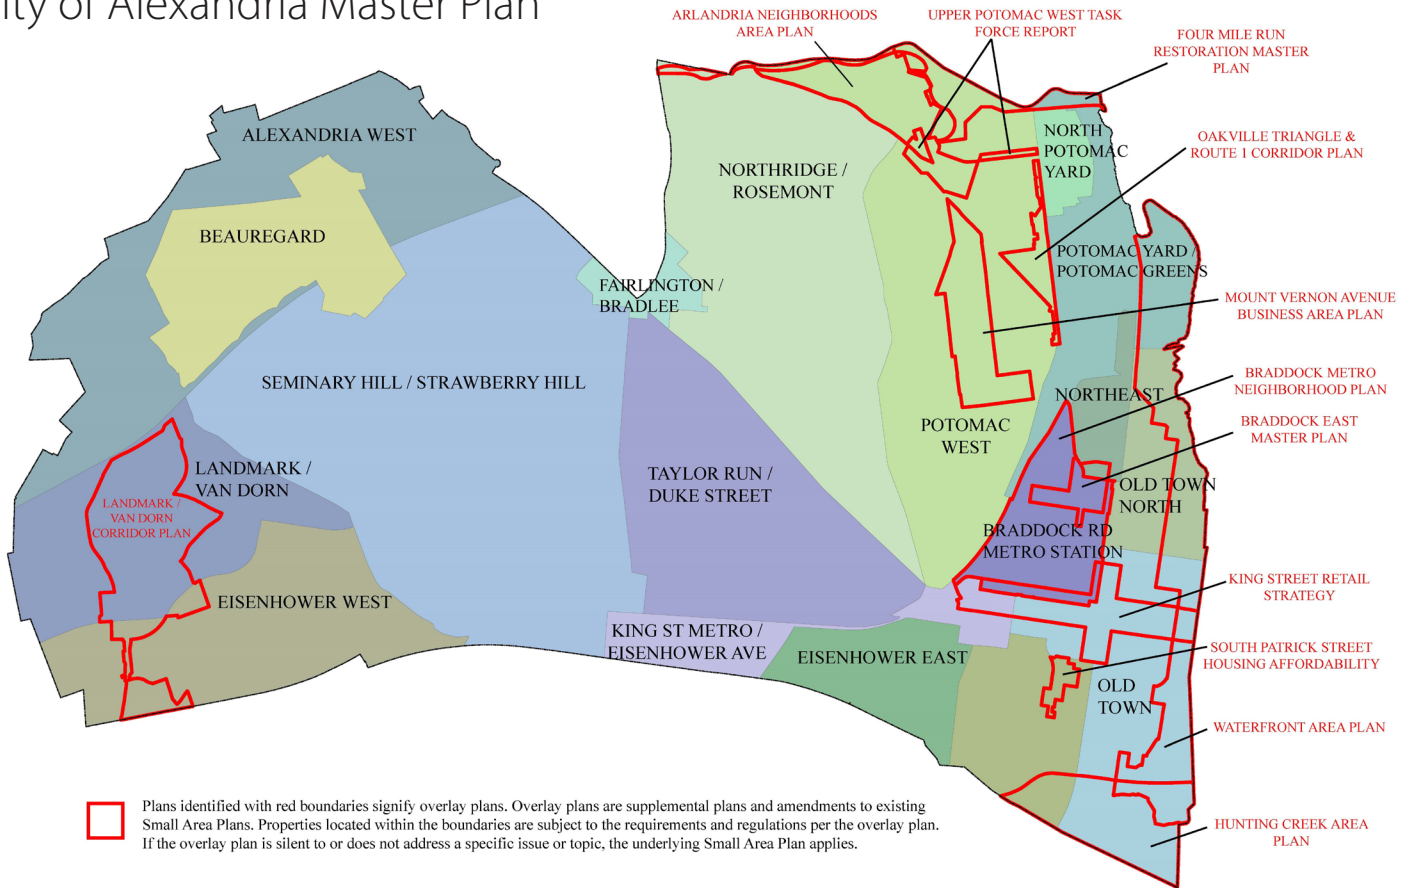 ity of Alexandria Master Plan
ARLANDRIA NEIGHBORHOODS
AREA PLAN
UPPER POTOMAC WEST TASK
FORCE REPORT
FOUR MILE RUN
RESTORATION MASTER
PLAN
ALEXANDRIA WEST
NORTH
POTOMAC
YARD
OAKVILLE TRIANGLE &
ROUTE 1 CORRIDOR PLAN
NORTHRIDGE /
ROSEMONT
BEAUREGARD
POTOMAC YARD /
POTOMAC GREENS
FAIRLINGTON /
BRADLEE
MOUNT VERNON AVENUE
BUSINESS AREA PLAN
SEMINARY HILL / STRAWBERRY HILL
BRADDOCK METRO
NEIGHBORHOOD PLAN
NORTHEAST
POTOMAC
WEST
BRADDOCK EAST
MASTER PLAN
LANDMARK /
VAN DORN
TAYLOR RUN /
DUKE STREET
OLD TOWN
NORTH
LANDMARK /
VAN DORN
CORRIDOR PLAN
BRADDOCK RD
METRO STATION
KING STREET RETAIL
STRATEGY
EISENHOWER WEST
KING ST METRO /
EISENHOWER AVE
EISENHOWER EAST
SOUTH PATRICK STREET
HOUSING AFFORDABILITY
OLD
TOWN
WATERFRONT AREA PLAN
Plans identified with red boundaries signify overlay plans. Overlay plans are supplemental plans and amendments to existing
Small Area Plans. Properties located within the boundaries are subject to the requirements and regulations per the overlay plan.
If the overlay plan is silent to or does not address a specific issue or topic, the underlying Small Area Plan applies.
HUNTING CREEK AREA
PLAN